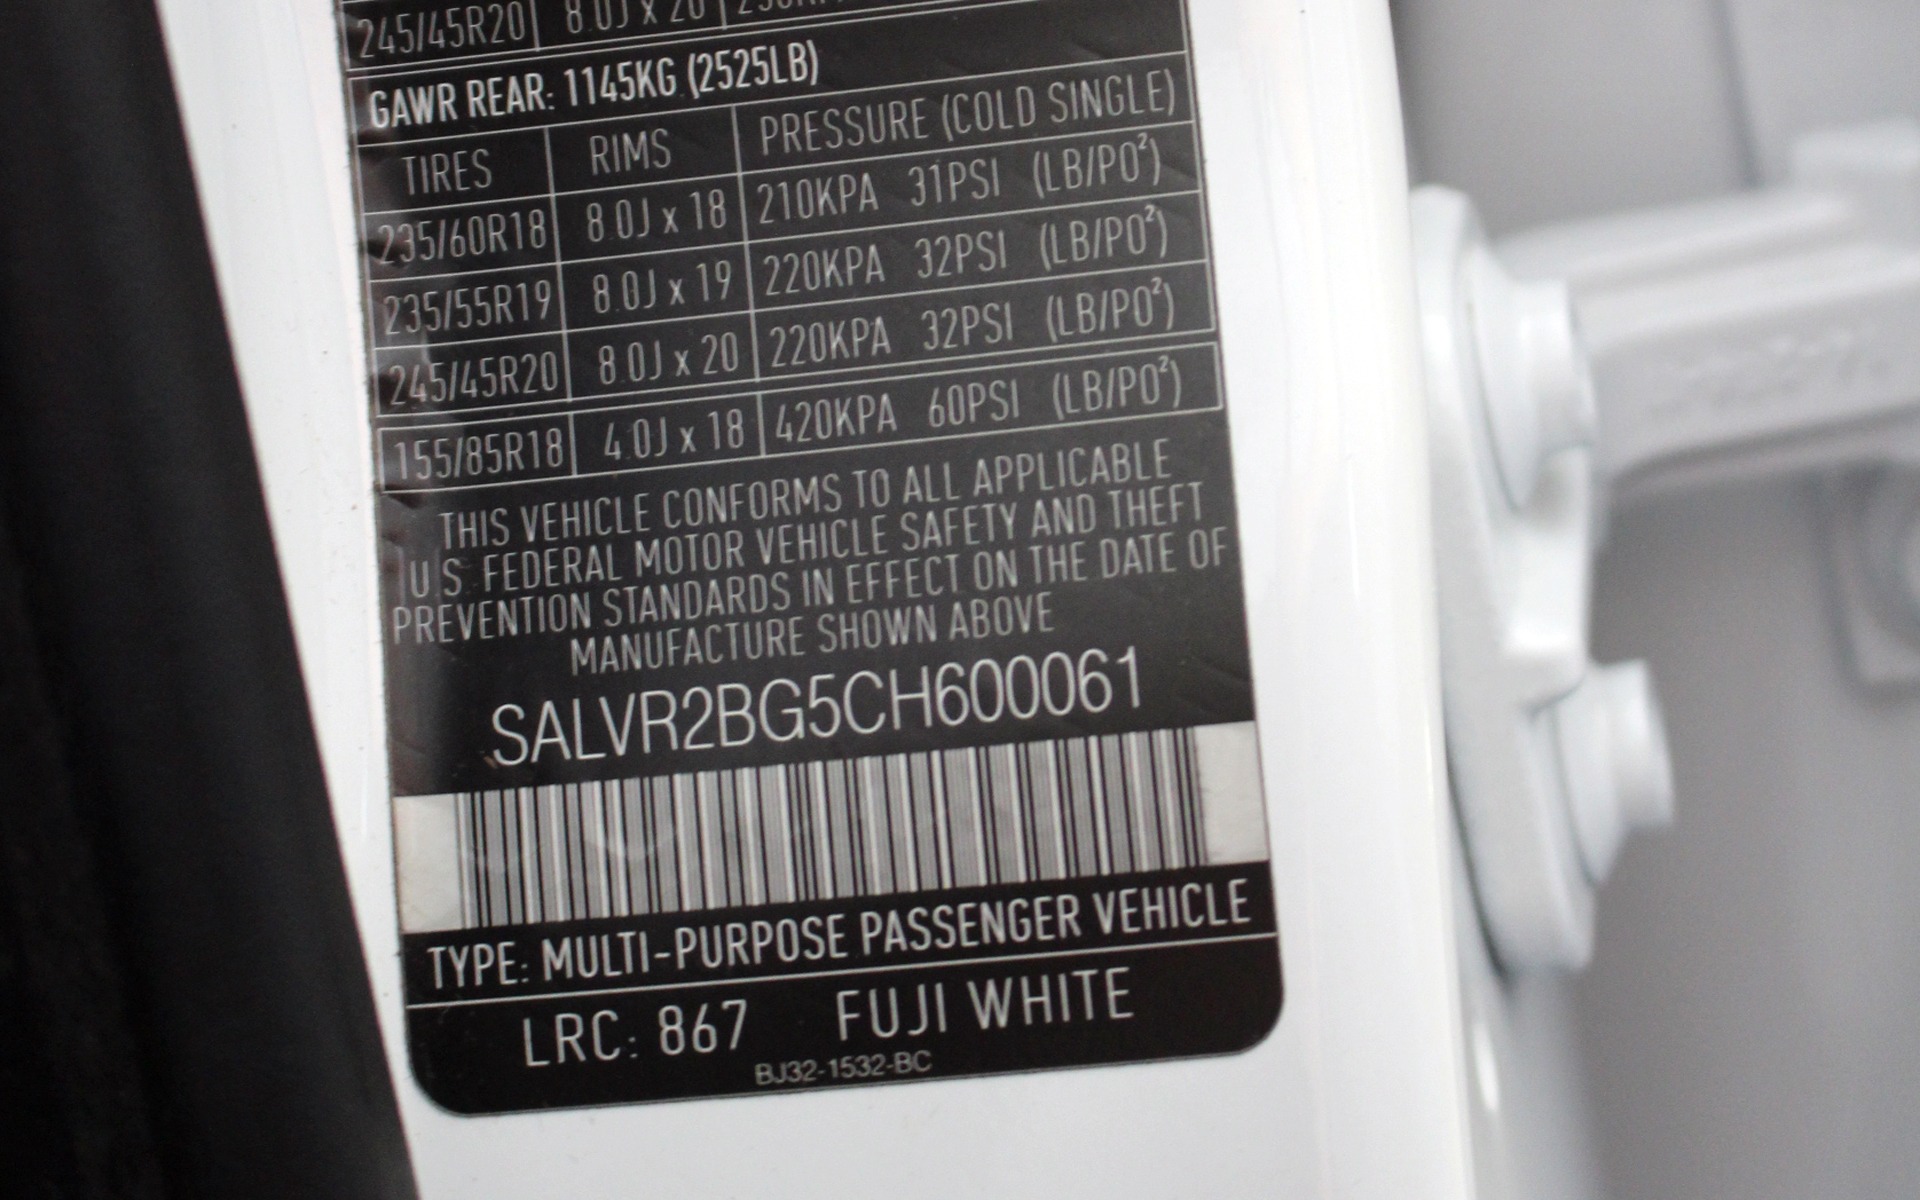 245/45R20 8.0J x 20
GAWR REAR: 1145KG (2525LB)
TIRES RIMS PRESSURE (COLD SINGLE)
235/60R18 8.0J x 18 210KPA 31PSI (LB/PO²)
235/55R19 8.0J x 19 220KPA 32PSI (LB/PO²)
245/45R20 8.0J x 20 220KPA 32PSI (LB/PO²)
155/85R18 4.0J x 18 420KPA 60PSI (LB/PO²)
THIS VEHICLE CONFORMS TO ALL APPLICABLE
U.S. FEDERAL MOTOR VEHICLE SAFETY AND THEFT
PREVENTION STANDARDS IN EFFECT ON THE DATE OF
MANUFACTURE SHOWN ABOVE
SALVR2BG5CH600061
TYPE: MULTI-PURPOSE PASSENGER VEHICLE
LRC: 867 FUJI WHITE
BJ32-1532-BC